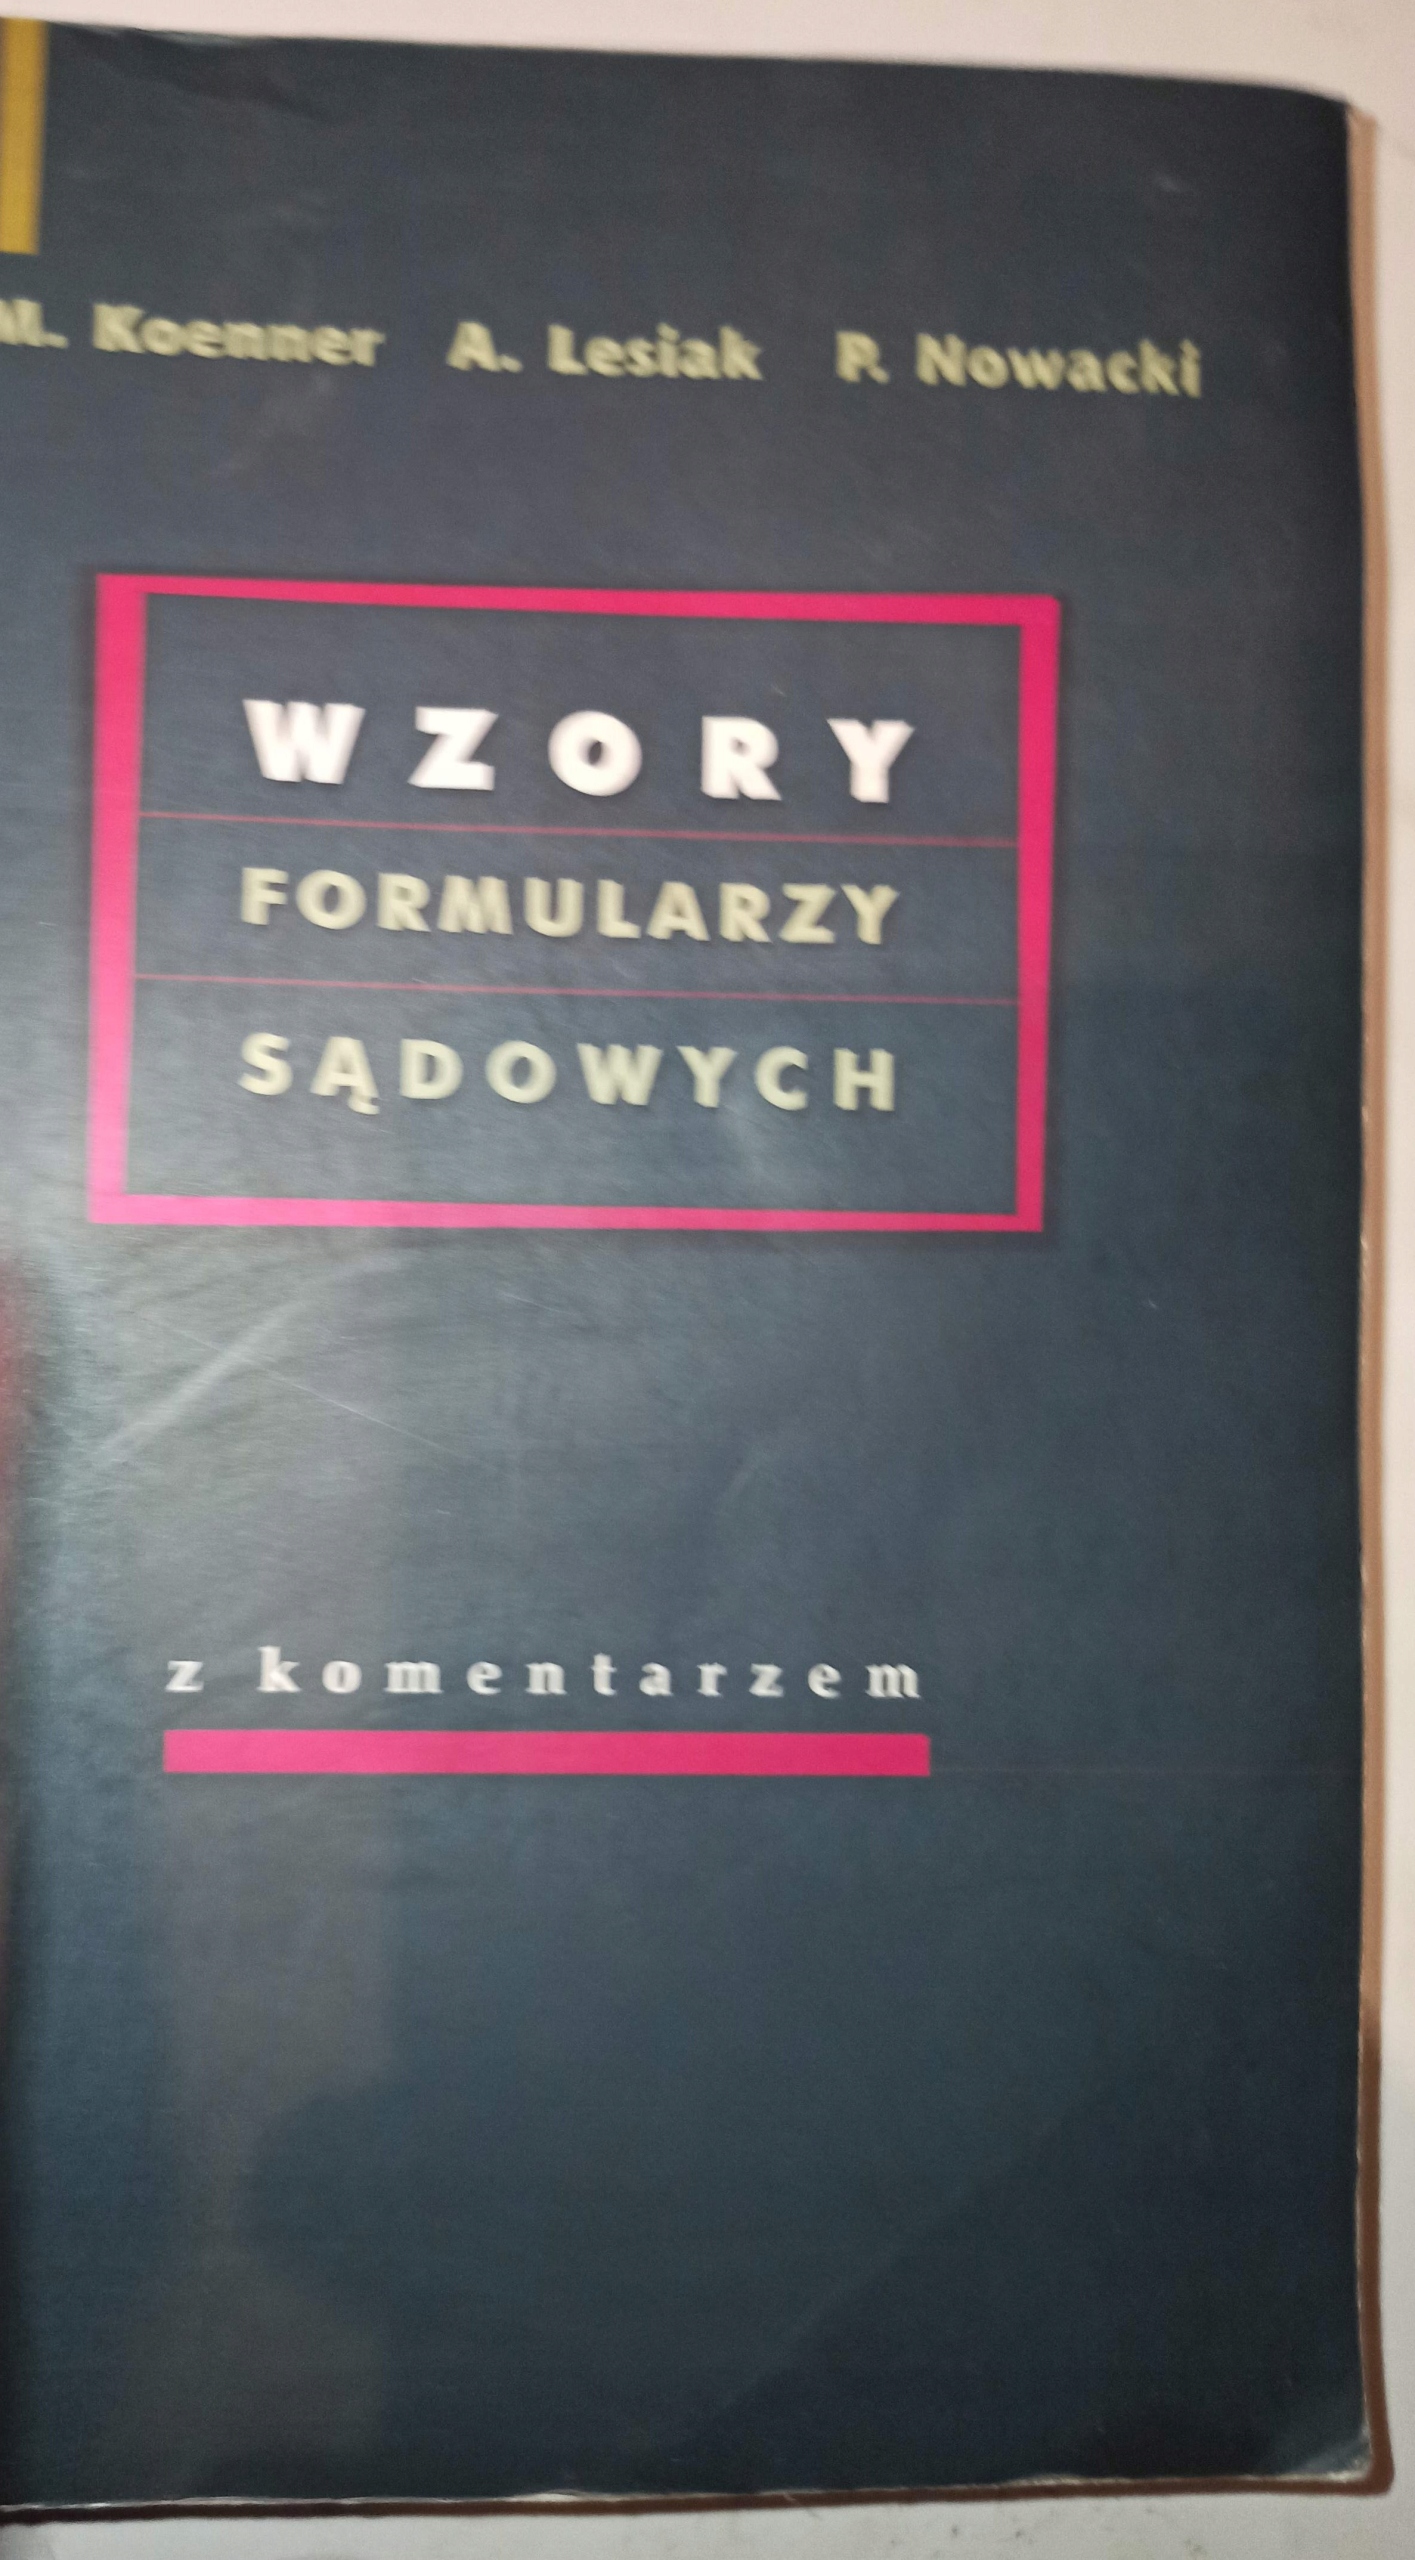 M. Koenner A. Lesiak P. Nowacki
WZORY
FORMULARZY
SĄDOWYCH
z komentarzem